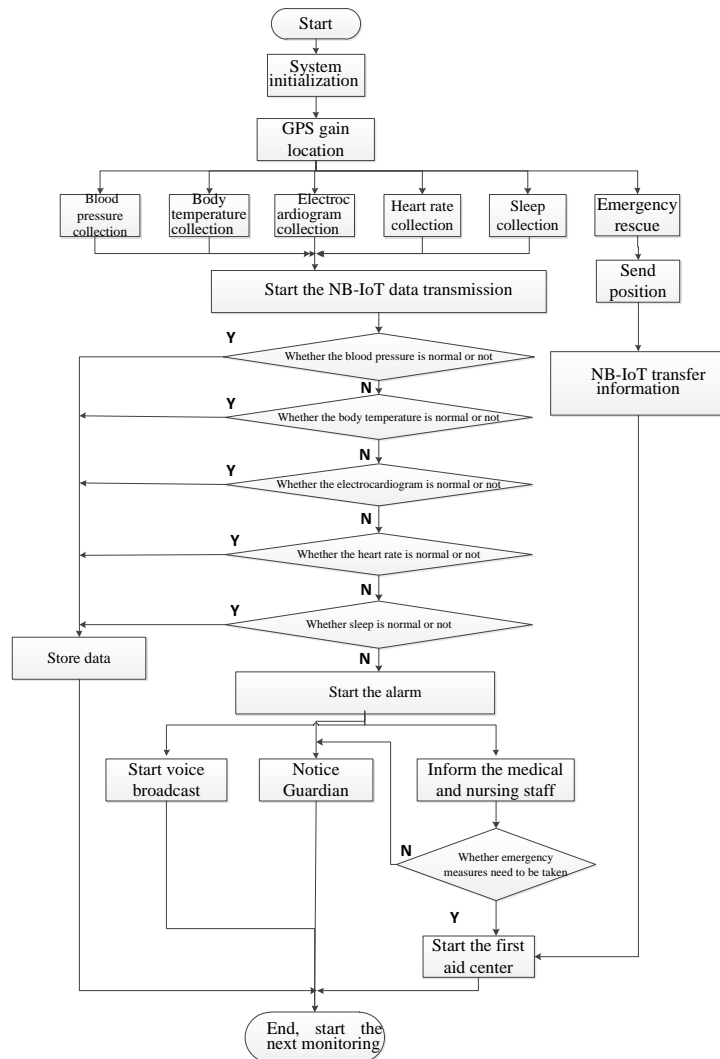 Start
System
initialization
GPS gain
location
Blood
pressure
collection
Body
temperature
collection
Electroc
ardiogram
collection
Heart rate
collection
Sleep
collection
Emergency
rescue
Start the NB-IoT data transmission
Send
position
Y
Whether the blood pressure is normal or not
NB-IoT transfer
information
N
Y
Whether the body temperature is normal or not
N
Y
Whether the electrocardiogram is normal or not
N
Y
Whether the heart rate is normal or not
N
Y
Whether sleep is normal or not
Store data
N
Start the alarm
Start voice
broadcast
Notice
Guardian
Inform the medical
and nursing staff
N
Whether emergency
measures need to be taken
Y
Start the first
aid center
End, start the
next monitoring